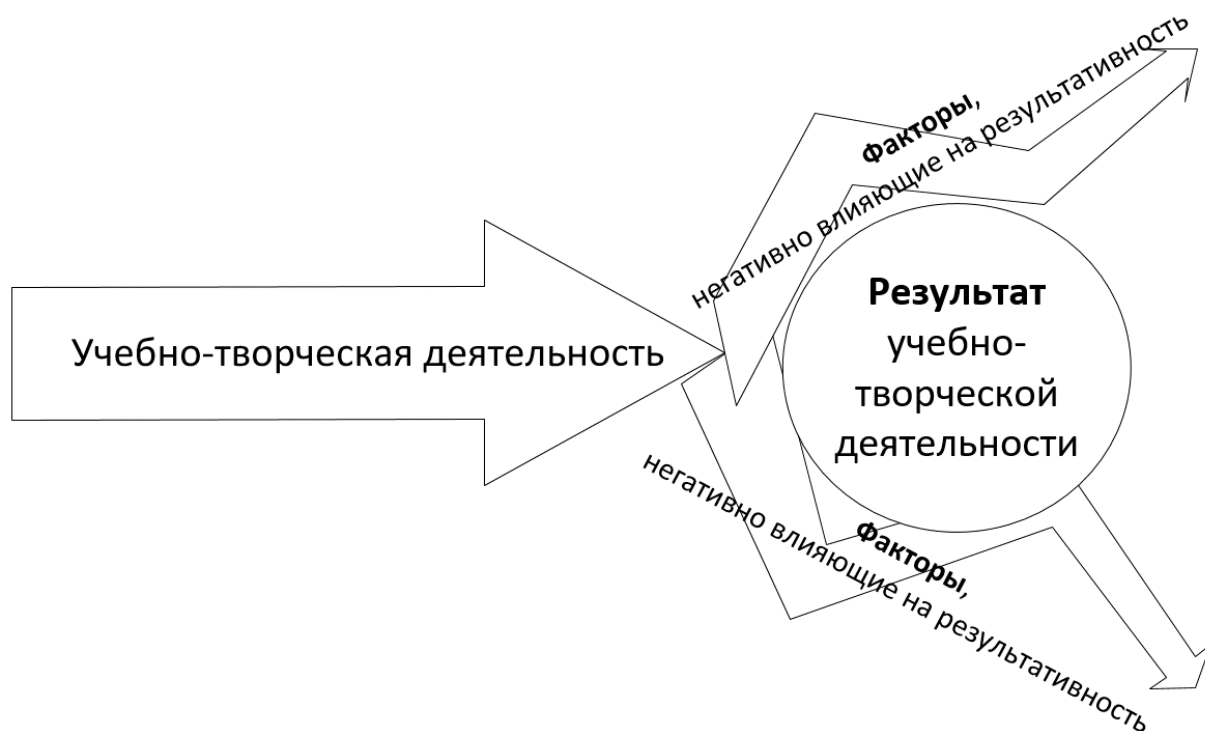 Факторы,
негативно влияющие на результативность
Учебно-творческая деятельность
Результат
учебно-
творческой
деятельности
Факторы,
негативно влияющие на результативность